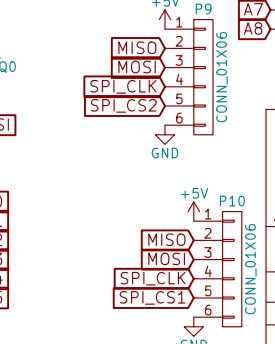 +5V
P9
A7
A8
1
MISO 2
MOSI 3
SPI_CLK 4
SPI_CS2 5
6
CONN_01X06
GND
+5V
P10
1
MISO 2
MOSI 3
SPI_CLK 4
SPI_CS1 5
6
CONN_01X06
GND